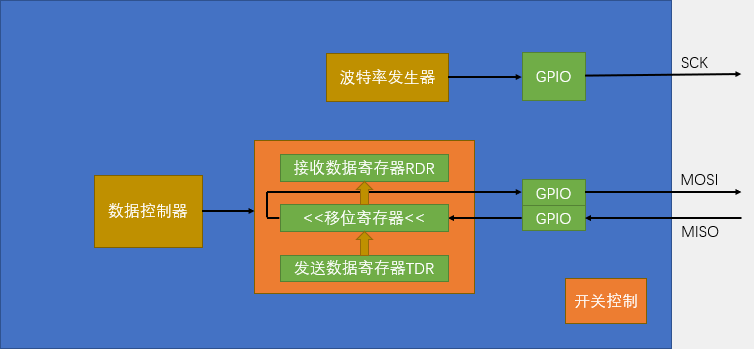 波特率发生器
GPIO
SCK
接收数据寄存器RDR
数据控制器
<<移位寄存器<<
GPIO
GPIO
MOSI
MISO
发送数据寄存器TDR
开关控制